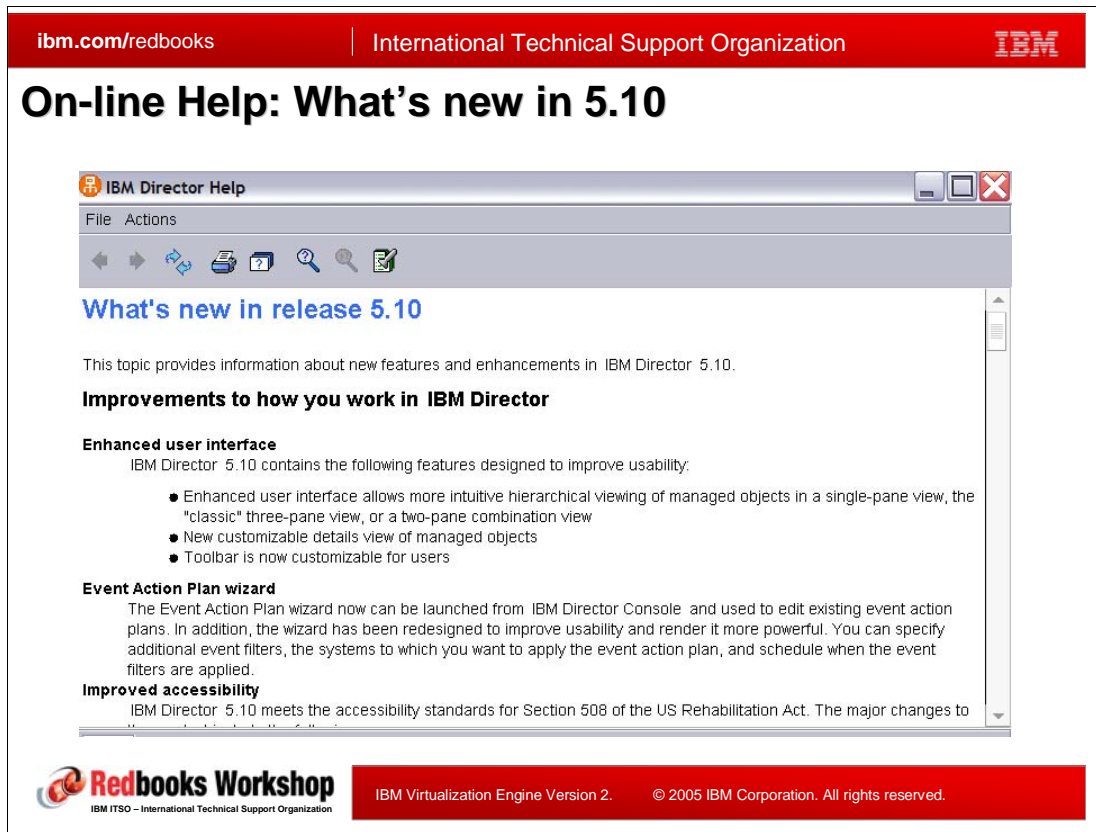 ibm.com/redbooks
International Technical Support Organization
IBM
On-line Help: What's new in 5.10
IBM Director Help
File Actions
What's new in release 5.10
This topic provides information about new features and enhancements in IBM Director 5.10.
Improvements to how you work in IBM Director
Enhanced user interface
IBM Director 5.10 contains the following features designed to improve usability:
● Enhanced user interface allows more intuitive hierarchical viewing of managed objects in a single-pane view, the
"classic" three-pane view, or a two-pane combination view
● New customizable details view of managed objects
● Toolbar is now customizable for users
Event Action Plan wizard
The Event Action Plan wizard now can be launched from IBM Director Console and used to edit existing event action
plans. In addition, the wizard has been redesigned to improve usability and render it more powerful. You can specify
additional event filters, the systems to which you want to apply the event action plan, and schedule when the event
filters are applied.
Improved accessibility
IBM Director 5.10 meets the accessibility standards for Section 508 of the US Rehabilitation Act. The major changes to
Redbooks Workshop
IBM ITSO – International Technical Support Organization
IBM Virtualization Engine Version 2.
© 2005 IBM Corporation. All rights reserved.